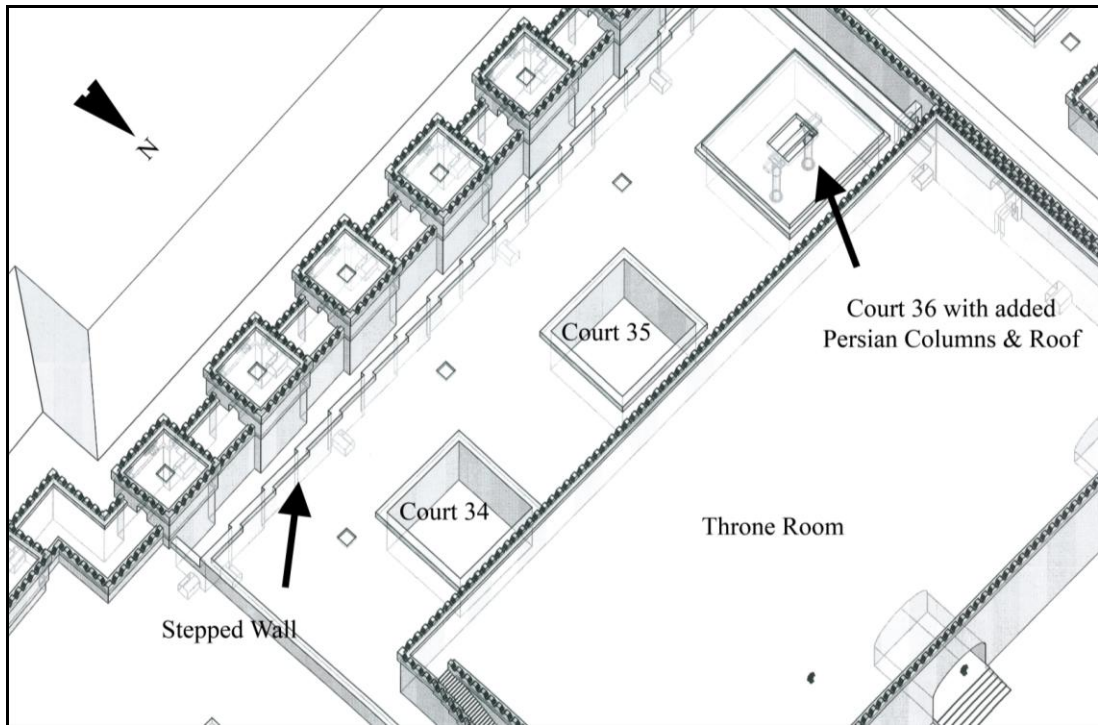 N
Court 36 with added
Persian Columns & Roof
Court 35
Court 34
Throne Room
Stepped Wall